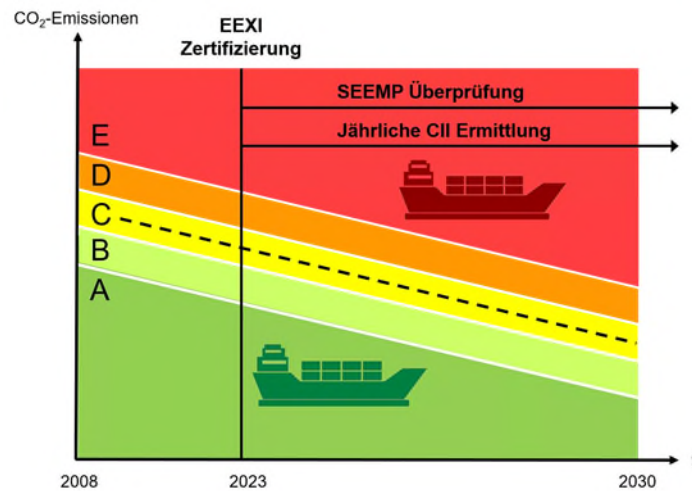 CO₂-Emissionen
EEXI
Zertifizierung
SEEMP Überprüfung
Jährliche CII Ermittlung
E
D
C
B
A
2008
2023
2030